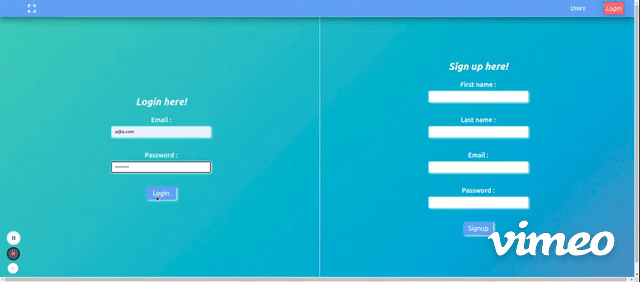 Users
Login
Login here!
Email :
a@a.com
Password :
Login
Sign up here!
First name :
Last name :
Email :
Password :
Signup
vimeo